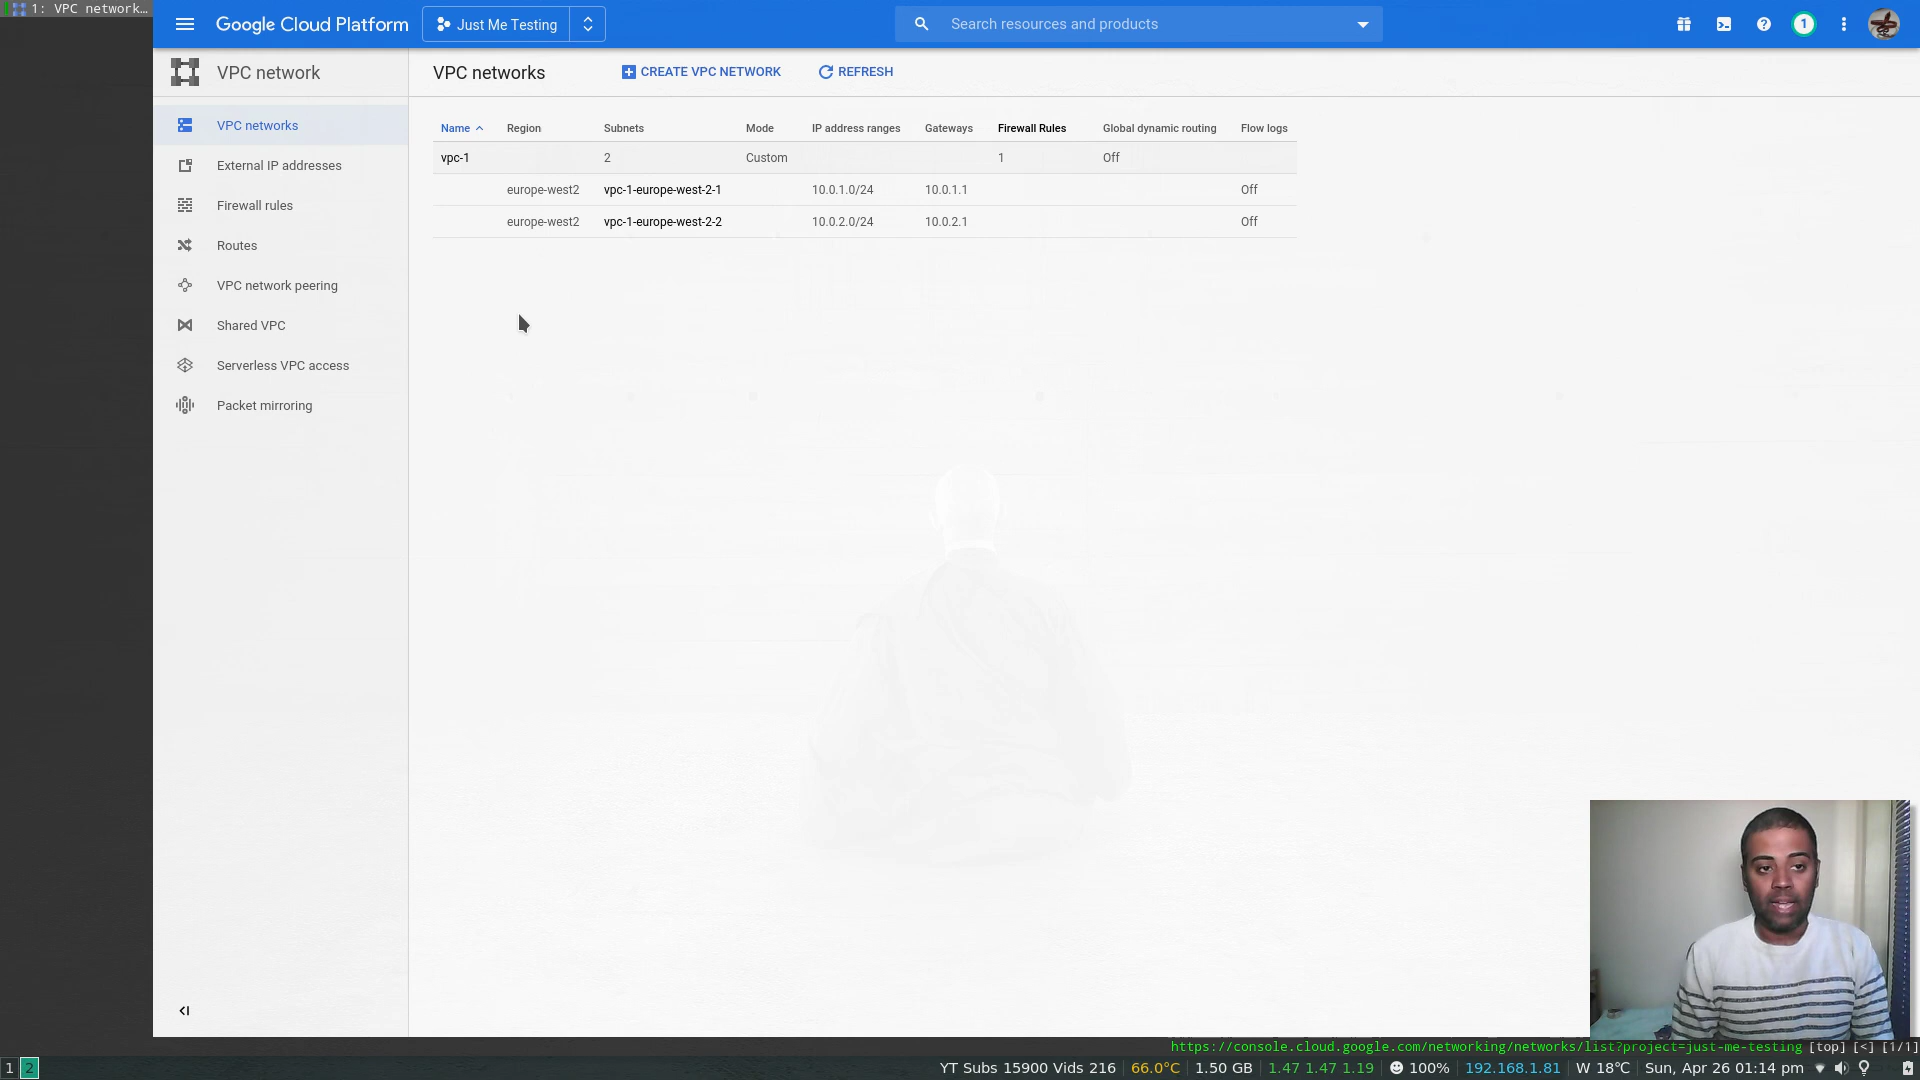 1: VPC network…
Google Cloud Platform
Just Me Testing
Search resources and products
1
VPC network
VPC networks
CREATE VPC NETWORK
REFRESH
VPC networks
External IP addresses
Firewall rules
Routes
VPC network peering
Shared VPC
Serverless VPC access
Packet mirroring
Name Region Subnets Mode IP address ranges Gateways Firewall Rules Global dynamic routing Flow logs
vpc-1 2 Custom 1 Off
europe-west2 vpc-1-europe-west-2-1 10.0.1.0/24 10.0.1.1 Off
europe-west2 vpc-1-europe-west-2-2 10.0.2.0/24 10.0.2.1 Off
https://console.cloud.google.com/networking/networks/list?project=just-me-testing [top] [<] [1/1]
1 2 YT Subs 15900 Vids 216 66.0°C 1.50 GB 1.47 1.47 1.19 100% 192.168.1.81 W 18℃ Sun, Apr 26 01:14 pm